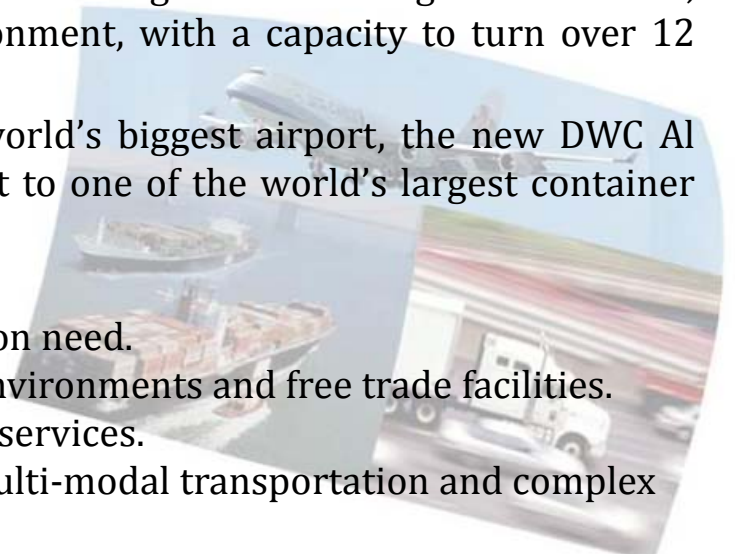 onment, with a capacity to turn over 12
world’s biggest airport, the new DWC Al
t to one of the world’s largest container
on need.
nvironments and free trade facilities.
services.
ulti-modal transportation and complex